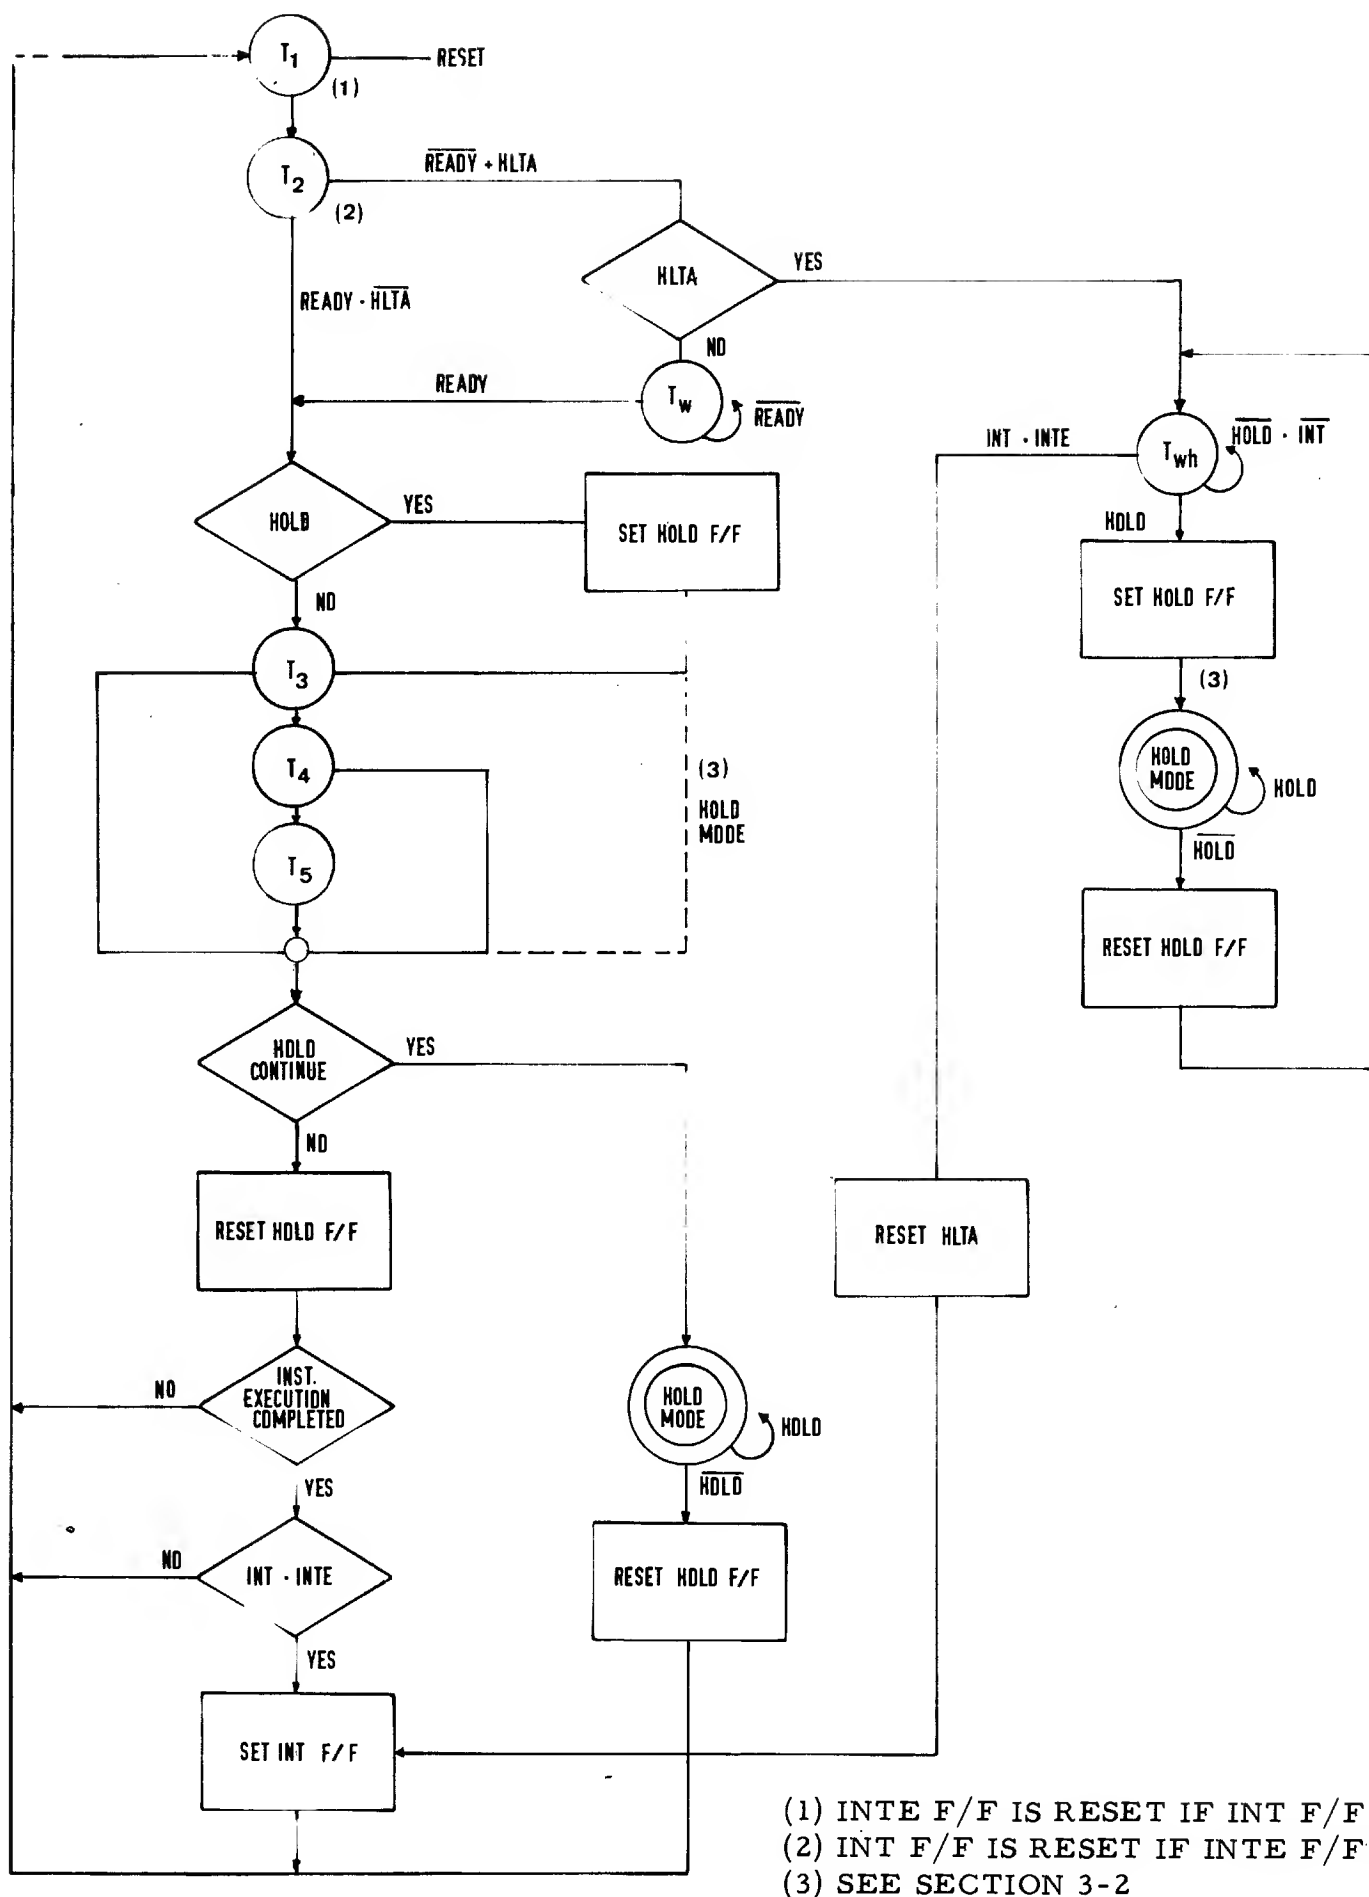 T1
RESET
(1)
READY + HLTA
T2
(2)
HLTA
YES
READY · HLTA
NO
READY
Tw
READY
INT · INTE
HOLD · INT
Twh
HOLD
YES
SET HOLD F/F
HOLD
NO
SET HOLD F/F
T3
(3)
T4
(3)
HOLD
MODE
HOLD
MODE
HOLD
T5
HOLD
RESET HOLD F/F
HOLD
CONTINUE
YES
NO
RESET HOLD F/F
RESET HLTA
INST.
EXECUTION
COMPLETED
NO
HOLD
MODE
HOLD
YES
HOLD
NO
INT · INTE
RESET HOLD F/F
YES
SET INT F/F
(1) INTE F/F IS RESET IF INT F/F
(2) INT F/F IS RESET IF INTE F/F
(3) SEE SECTION 3-2